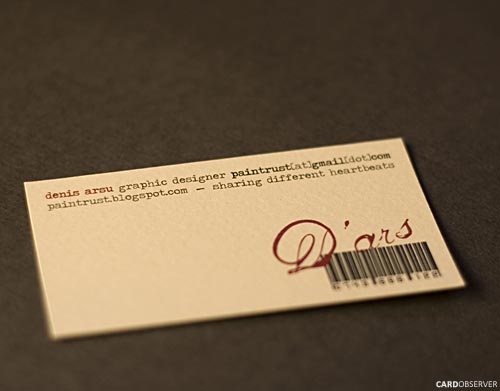 denis arsu graphic designer paintrust[at]gmail[dot]com
paintrust.blogspot.com — sharing different heartbeats
D'ars
CARDOBSERVER